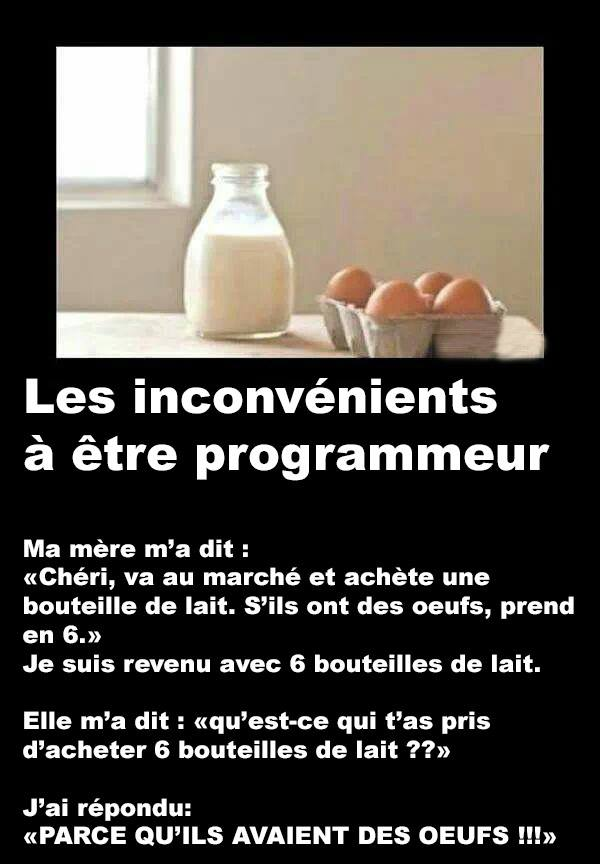 Les inconvénients
à être programmeur
Ma mère m’a dit :
«Chéri, va au marché et achète une
bouteille de lait. S’ils ont des oeufs, prend
en 6.»
Je suis revenu avec 6 bouteilles de lait.
Elle m’a dit : «qu’est-ce qui t’as pris
d’acheter 6 bouteilles de lait ??»
J’ai répondu:
«PARCE QU’ILS AVAIENT DES OEUFS !!!»